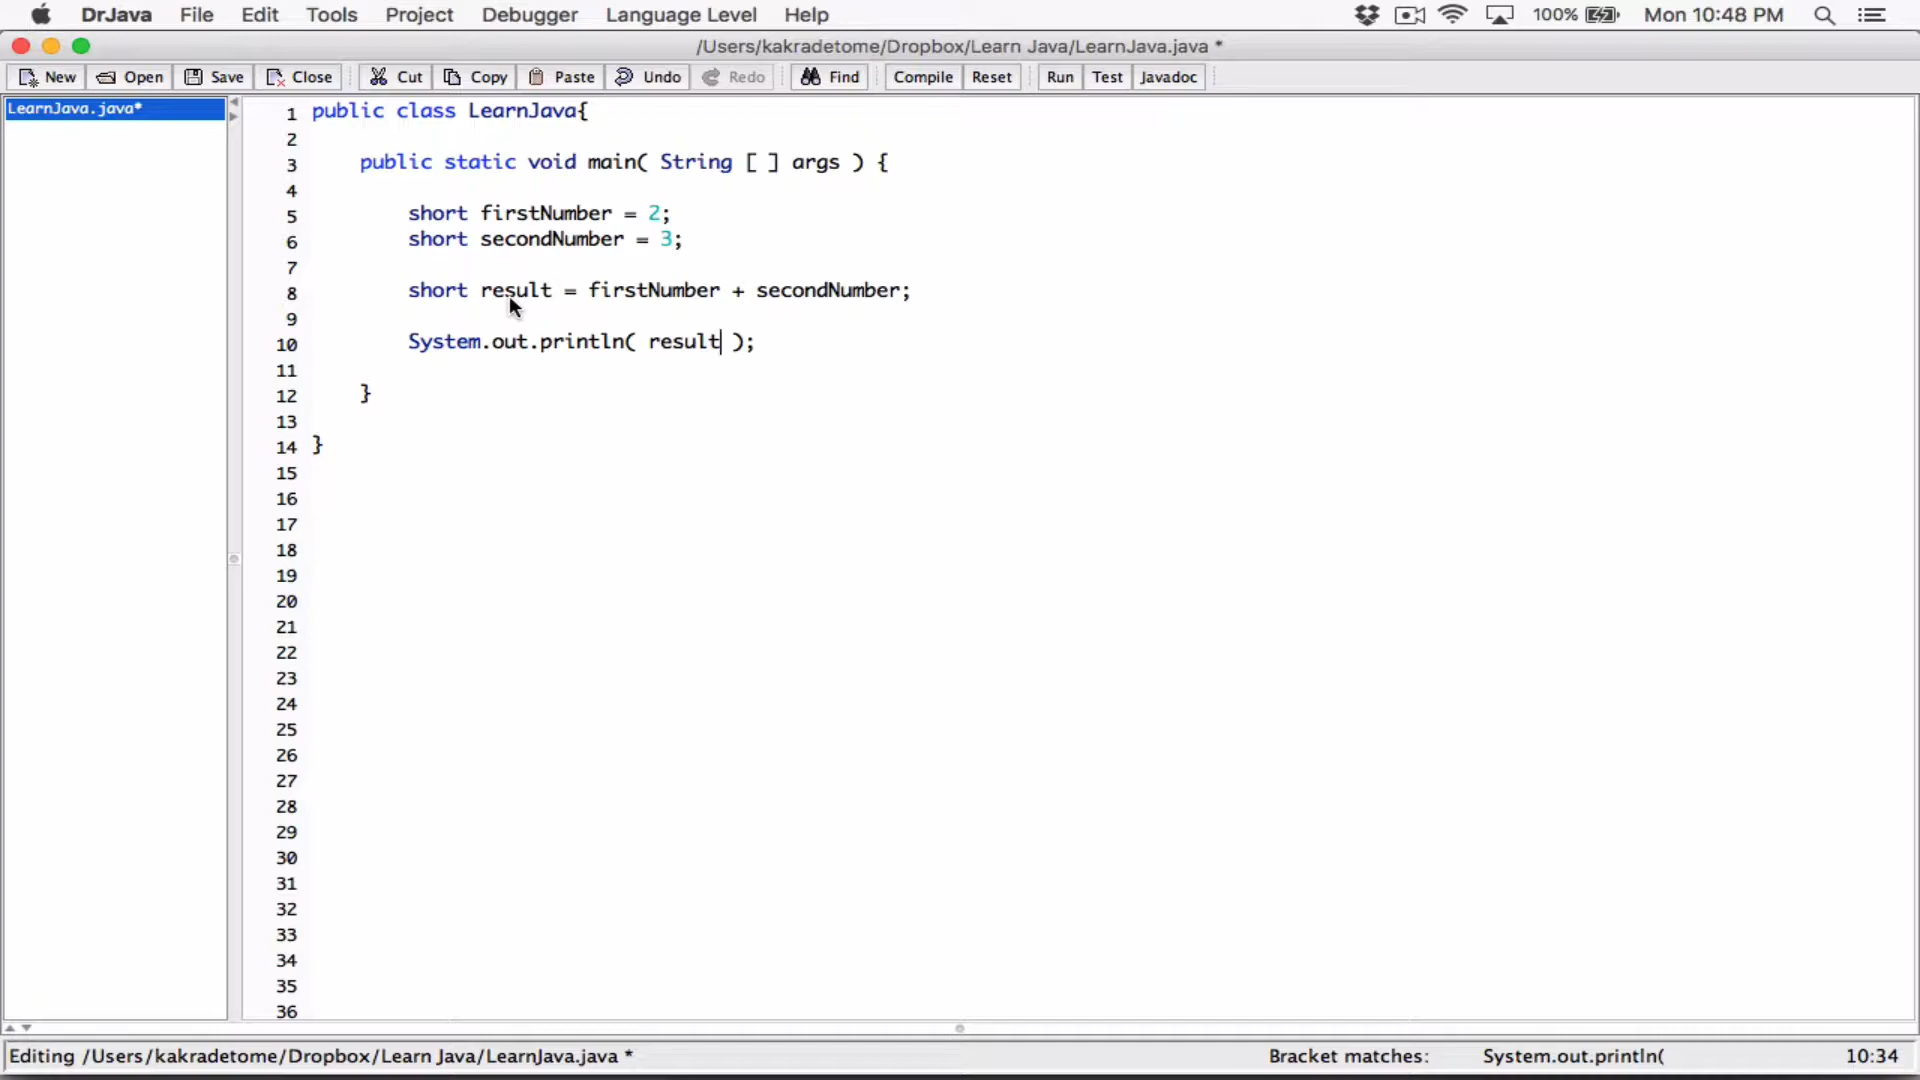 DrJava File Edit Tools Project Debugger Language Level Help 100% Mon 10:48 PM
/Users/kakradetome/Dropbox/Learn Java/LearnJava.java *
New Open Save Close Cut Copy Paste Undo Redo Find Compile Reset Run Test Javadoc
LearnJava.java*
1 public class LearnJava{
2
3 public static void main( String [ ] args ) {
4
5 short firstNumber = 2;
6 short secondNumber = 3;
7
8 short result = firstNumber + secondNumber;
9
10 System.out.println( result );
11
12 }
13
14 }
15
16
17
18
19
20
21
22
23
24
25
26
27
28
29
30
31
32
33
34
35
36
Editing /Users/kakradetome/Dropbox/Learn Java/LearnJava.java * Bracket matches: System.out.println( 10:34